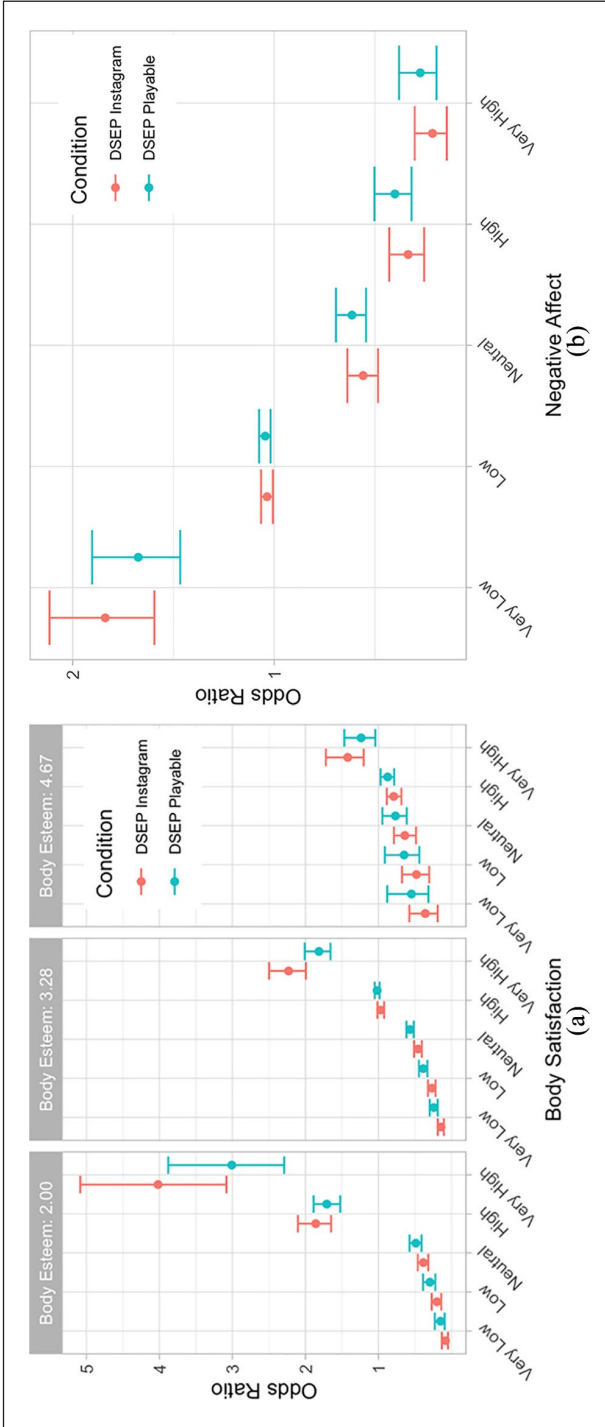 Body Esteem: 2.00
Body Esteem: 3.28
Body Esteem: 4.67
Condition
DSEP Instagram
DSEP Playable
Odds Ratio
5
4
3
2
1
Very Low
Low
Neutral
High
Very High
Very Low
Low
Neutral
High
Very High
Very Low
Low
Neutral
High
Very High
Body Satisfaction
(a)
Condition
DSEP Instagram
DSEP Playable
Odds Ratio
2
1
Very Low
Low
Neutral
High
Very High
Negative Affect
(b)